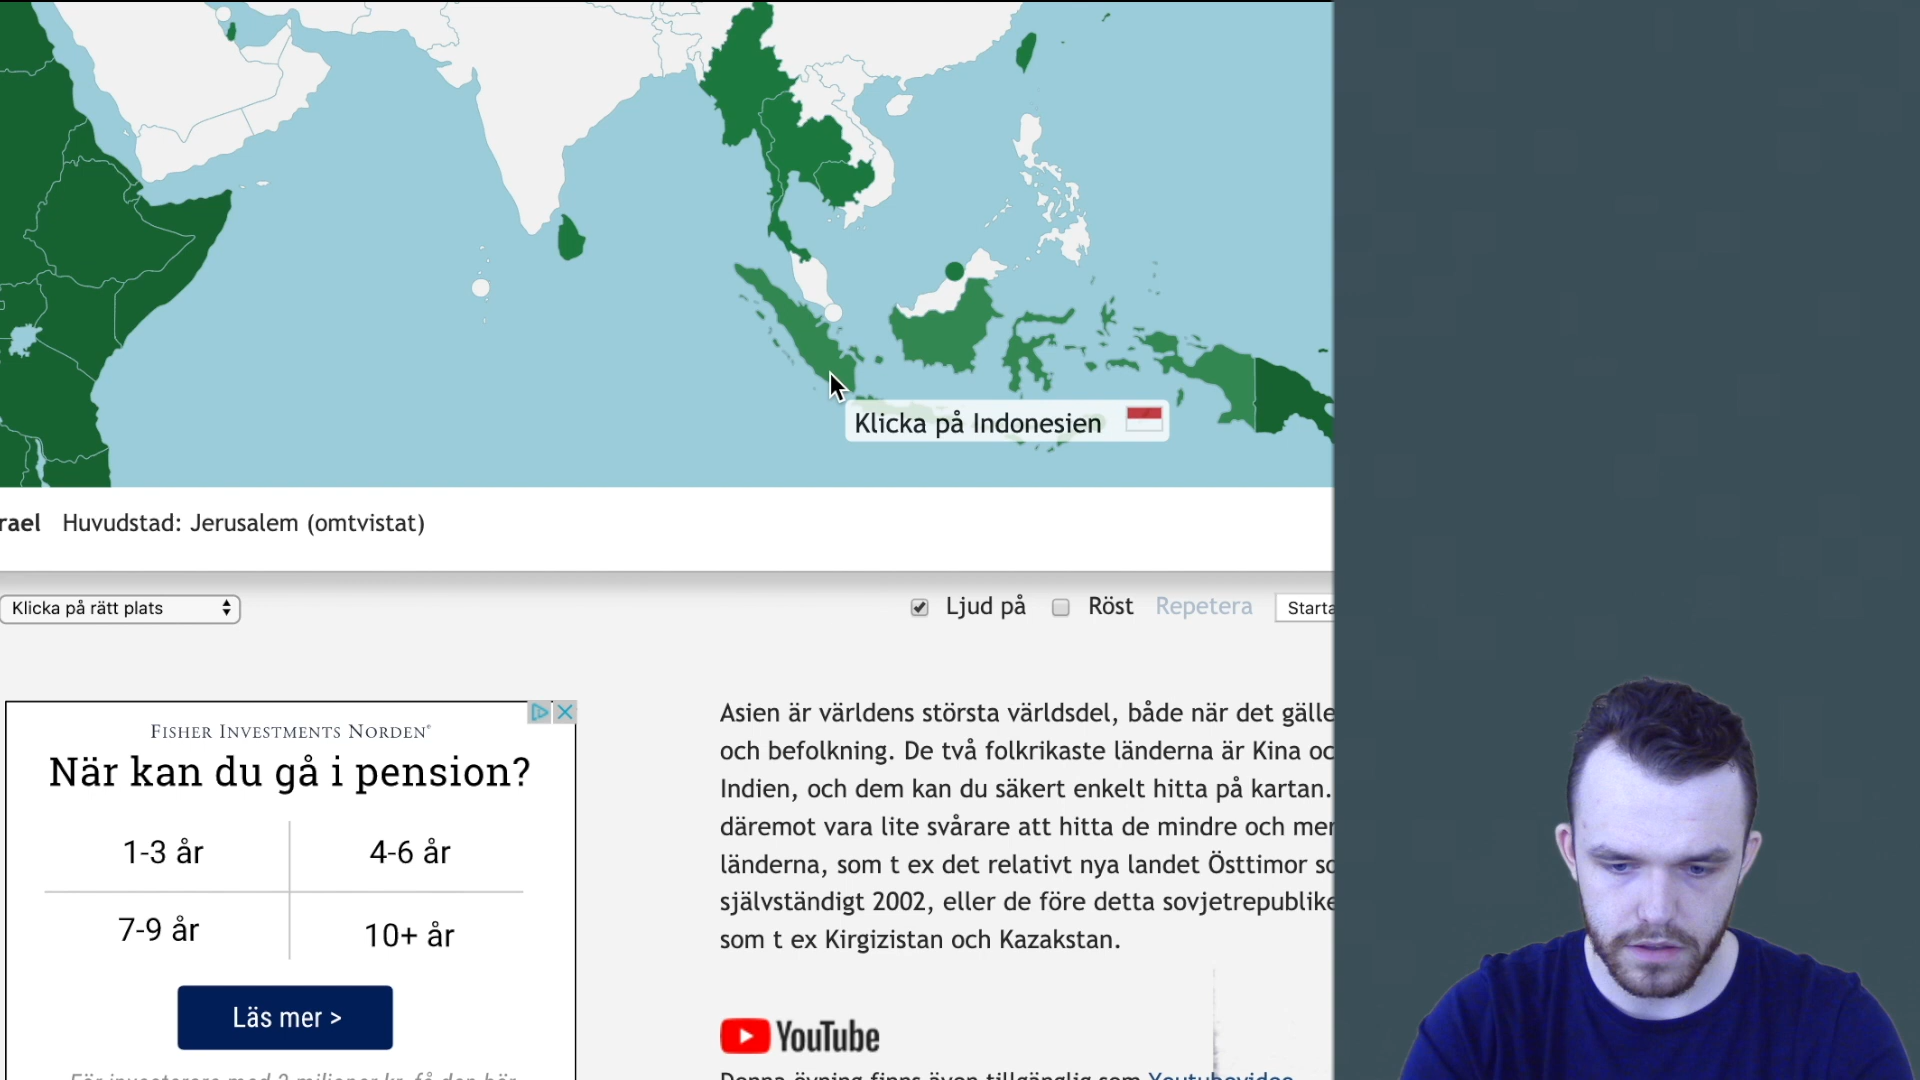 Klicka på Indonesien
rael Huvudstad: Jerusalem (omtvistat)
Klicka på rätt plats
Ljud på Röst Repetera Starta
FISHER INVESTMENTS NORDEN®
När kan du gå i pension?
1-3 år 4-6 år
7-9 år 10+ år
Läs mer >
Asien är världens största världsdel, både när det gälle
och befolkning. De två folkrikaste länderna är Kina oc
Indien, och dem kan du säkert enkelt hitta på kartan.
däremot vara lite svårare att hitta de mindre och mer
länderna, som t ex det relativt nya landet Östtimor so
självständigt 2002, eller de före detta sovjetrepublike
som t ex Kirgizistan och Kazakstan.
YouTube